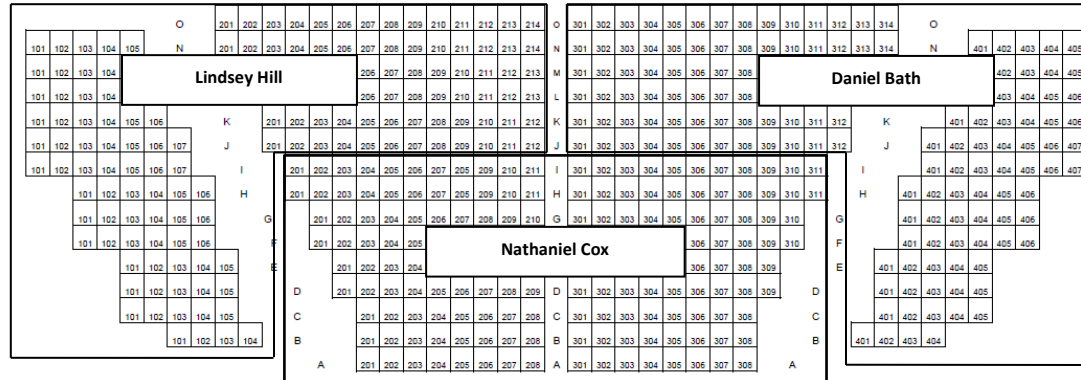 O 201 202 203 204 205 206 207 208 209 210 211 212 213 214 O 301 302 303 304 305 306 307 308 309 310 311 312 313 314 O
101 102 103 104 105 N 201 202 203 204 205 206 207 208 209 210 211 212 213 214 N 301 302 303 304 305 306 307 308 309 310 311 312 313 314 N 401 402 403 404 405
101 102 103 104 206 207 208 209 210 211 212 213 M 301 302 303 304 305 306 307 308 402 403 404 405
Lindsey Hill Daniel Bath
101 102 103 104 206 207 208 209 210 211 212 213 L 301 302 303 304 305 306 307 308 403 404 405
101 102 103 104 105 106 K 201 202 203 204 205 206 207 208 209 210 211 212 K 301 302 303 304 305 306 307 308 309 310 311 312 K 401 402 403 404 405 406
101 102 103 104 105 106 107 J 201 202 203 204 205 206 207 208 209 210 211 212 J 301 302 303 304 305 306 307 308 309 310 311 312 J 401 402 404 404 405 406 407
101 102 103 104 105 106 107 I 201 202 203 204 205 206 207 205 209 210 211 I 301 302 303 304 305 306 307 308 309 310 311 I 401 402 404 404 405 406 407
101 102 103 104 105 106 H 201 202 203 204 205 206 207 205 209 210 211 H 301 302 303 304 305 306 307 308 309 310 311 H 401 402 403 404 405 406
101 102 103 104 105 106 G 201 202 203 204 205 206 207 208 209 210 G 301 302 303 304 305 306 307 308 309 310 G 401 402 403 404 405 406
101 102 103 104 105 106 F 201 202 203 204 205 306 307 308 309 310 F 401 402 403 404 405 406
Nathaniel Cox
101 102 103 104 105 E 201 202 203 204 306 307 308 309 E 401 402 403 404 405
101 102 103 104 105 D 201 202 203 204 205 206 207 208 209 D 301 302 303 304 305 306 307 308 309 D 401 402 403 404 405
101 102 103 104 105 C 201 202 203 204 205 206 207 208 C 301 302 303 304 305 306 307 308 C 401 402 403 404 405
101 102 103 104 B 201 202 203 204 205 206 207 208 B 301 302 303 304 305 306 307 308 B 401 402 403 404
A 201 202 203 204 205 206 207 208 A 301 302 303 304 305 306 307 308 A